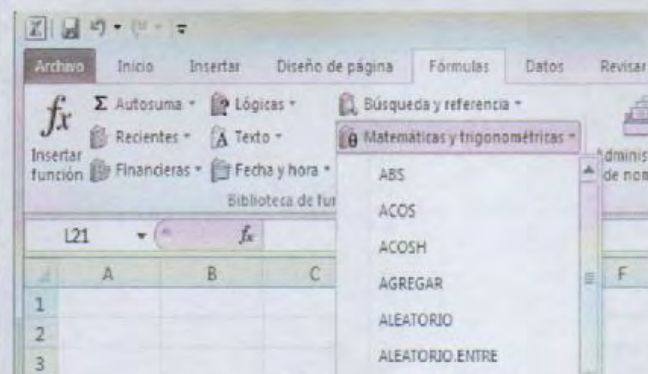 Archivo Inicio Insertar Diseño de página Fórmulas Datos Revisar
Σ Autosuma Lógicas Búsqueda y referencia
fx Recientes Texto Matemáticas y trigonométricas
Insertar función Financieras Fecha y hora
Biblioteca de fun
Adminis
de nom
ABS
ACOS
ACOSH
AGREGAR
ALEATORIO
ALEATORIO.ENTRE
L21 fx
A B C F
1
2
3